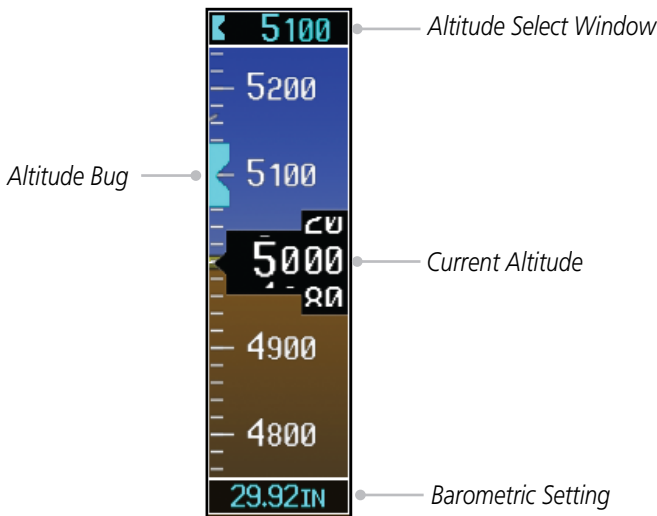 5100
Altitude Select Window
5200
Altitude Bug
5100
20
5000
Current Altitude
80
4900
4800
29.92IN
Barometric Setting